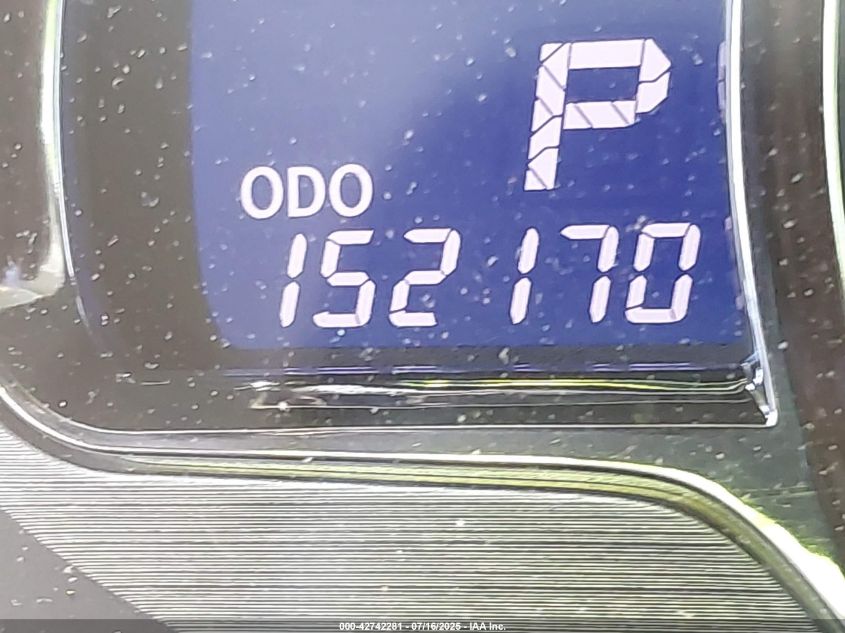 P
ODO
152170
000-42742281 - 07/16/2025 - IAA Inc.